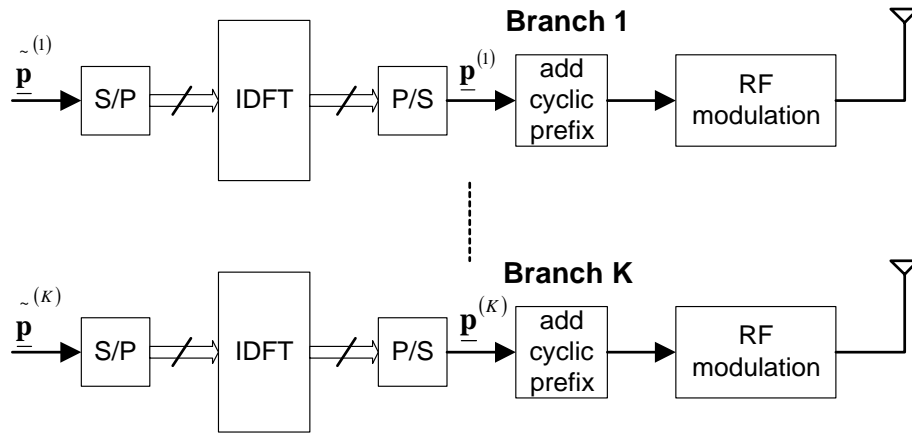 Branch 1
p̲̃^(1)
S/P
IDFT
P/S
p̲^(1)
add
cyclic
prefix
RF
modulation
Branch K
p̲̃^(K)
S/P
IDFT
P/S
p̲^(K)
add
cyclic
prefix
RF
modulation